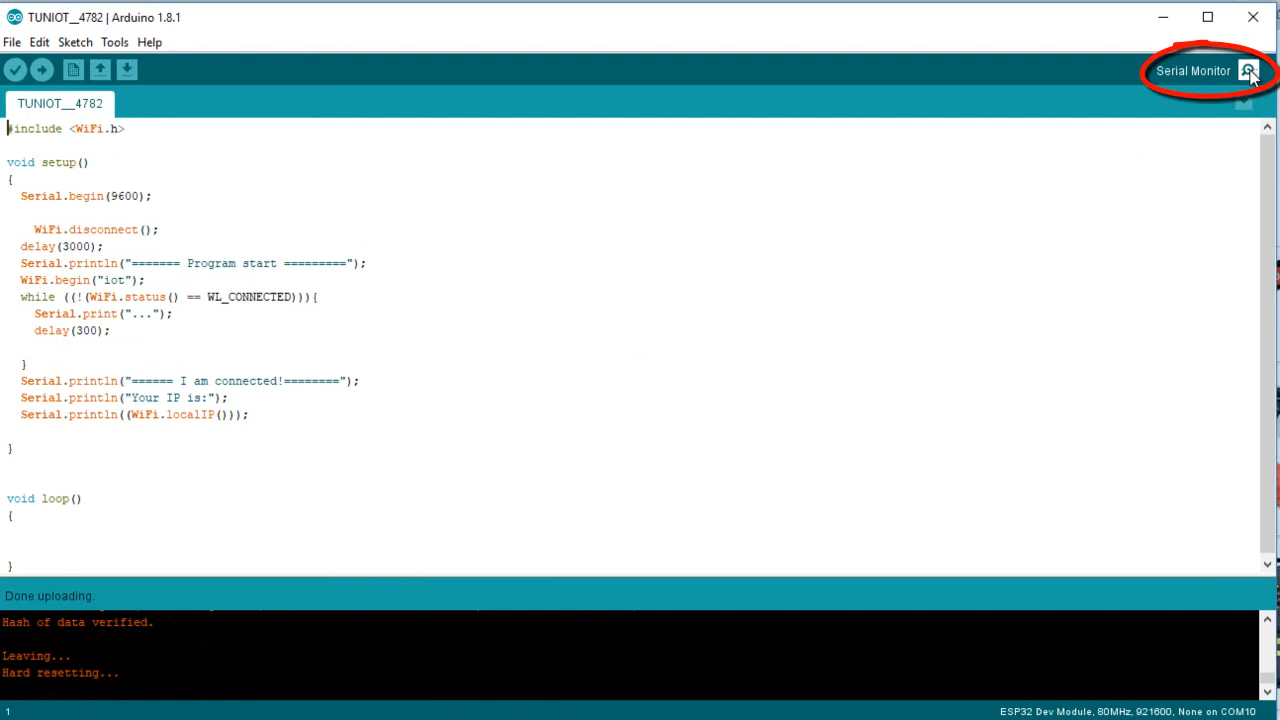 TUNIOT__4782 | Arduino 1.8.1
File Edit Sketch Tools Help
Serial Monitor
TUNIOT__4782
#include <WiFi.h>
void setup()
{
Serial.begin(9600);
WiFi.disconnect();
delay(3000);
Serial.println("======= Program start =========");
WiFi.begin("iot");
while ((!(WiFi.status() == WL_CONNECTED))){
Serial.print("...");
delay(300);
}
Serial.println("====== I am connected!========");
Serial.println("Your IP is:");
Serial.println((WiFi.localIP()));
}
void loop()
{
}
Done uploading.
Hash of data verified.
Leaving...
Hard resetting...
1
ESP32 Dev Module, 80MHz, 921600, None on COM10